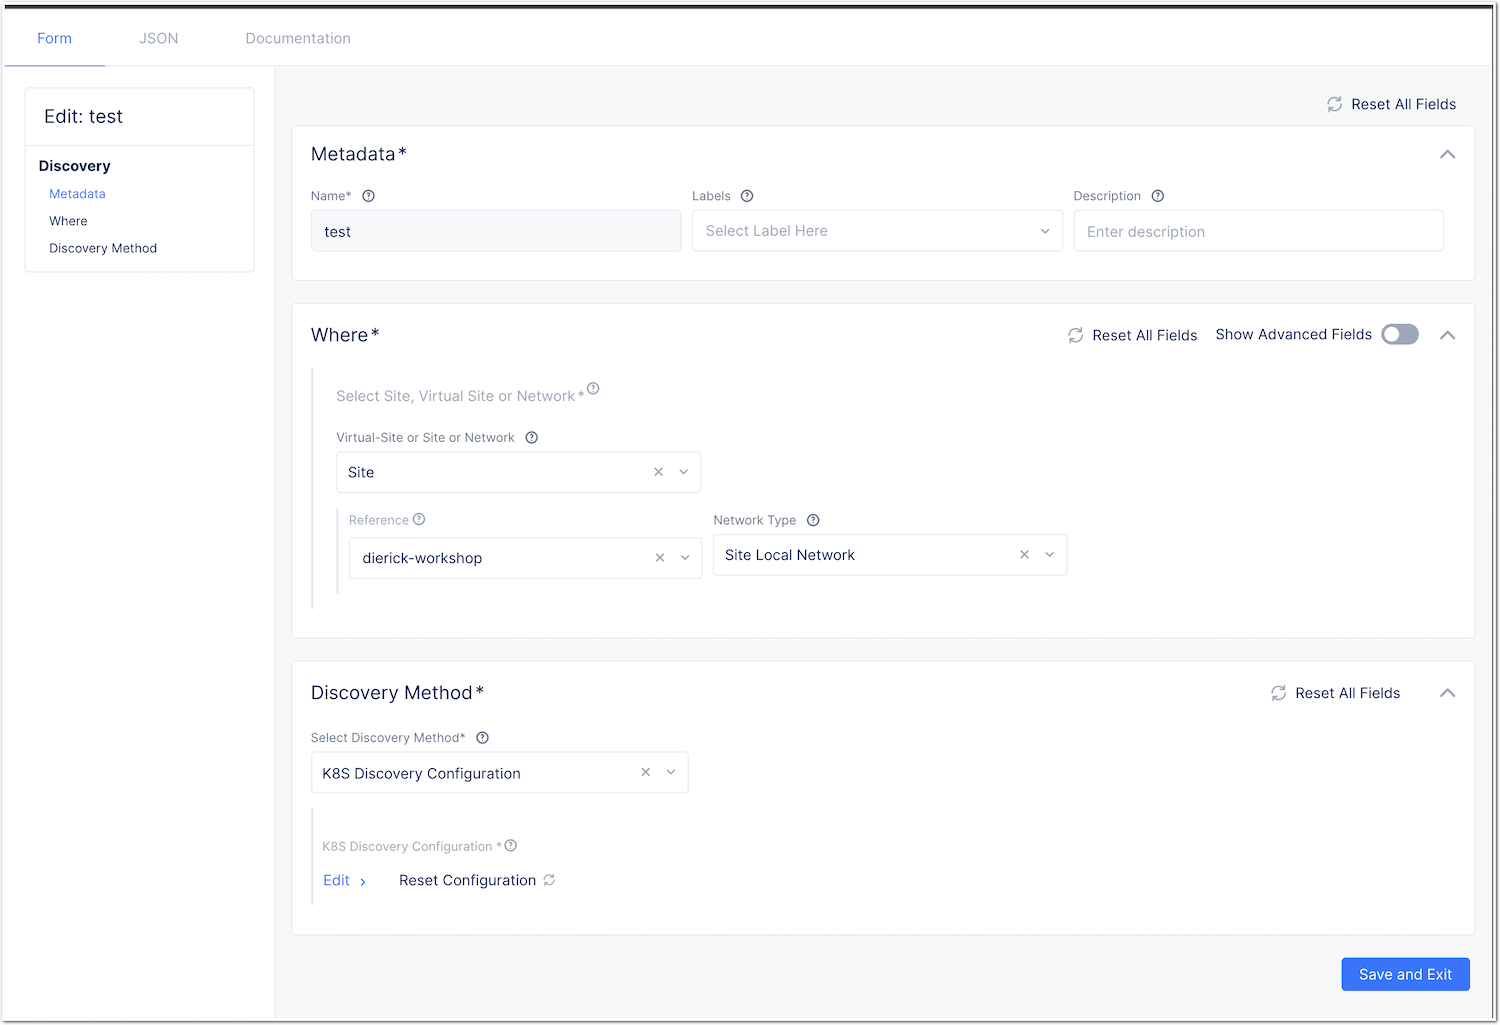 Form JSON Documentation
Edit: test
Discovery
Metadata
Where
Discovery Method
Reset All Fields
Metadata*
Name* Labels Description
test Select Label Here Enter description
Where* Reset All Fields Show Advanced Fields
Select Site, Virtual Site or Network*
Virtual-Site or Site or Network
Site
Reference Network Type
dierick-workshop Site Local Network
Discovery Method* Reset All Fields
Select Discovery Method*
K8S Discovery Configuration
K8S Discovery Configuration *
Edit Reset Configuration
Save and Exit